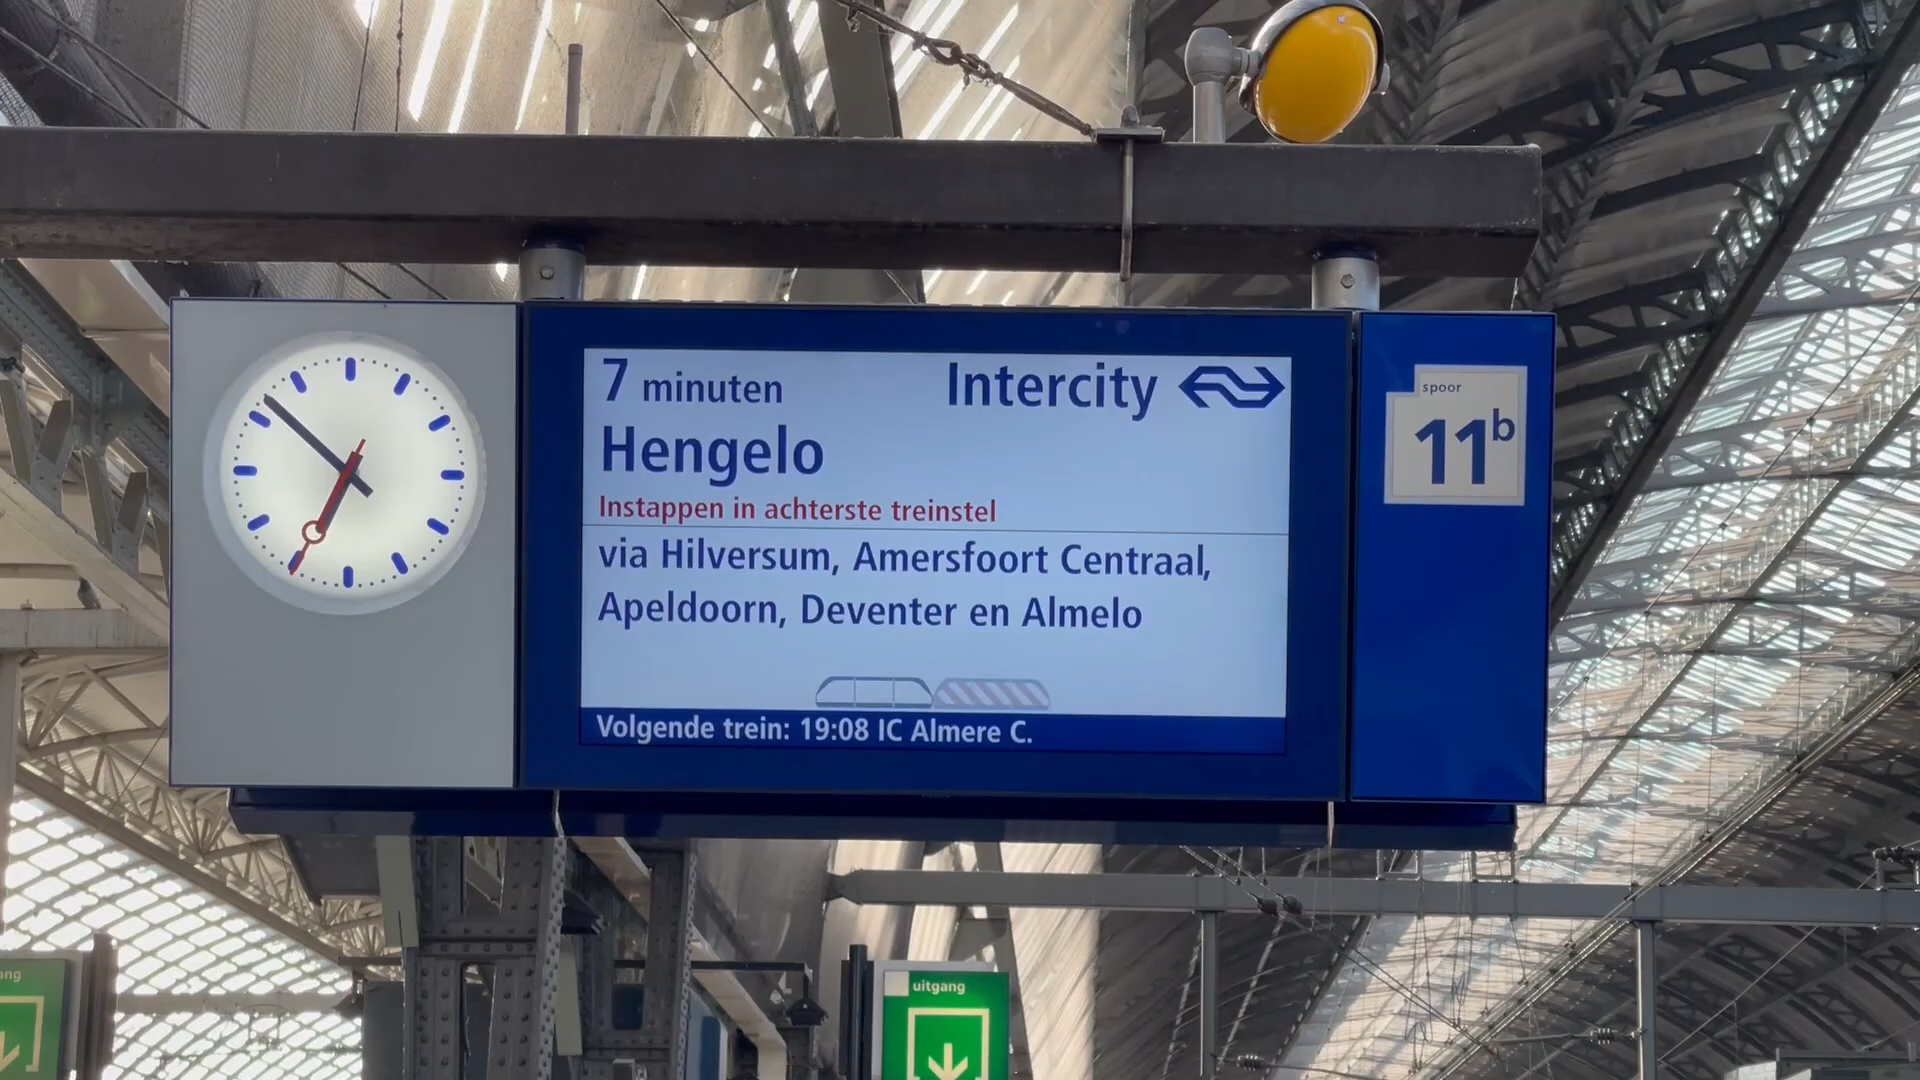 7 minuten Intercity
Hengelo
Instappen in achterste treinstel
via Hilversum, Amersfoort Centraal,
Apeldoorn, Deventer en Almelo
Volgende trein: 19:08 IC Almere C.
spoor
11b
uitgang